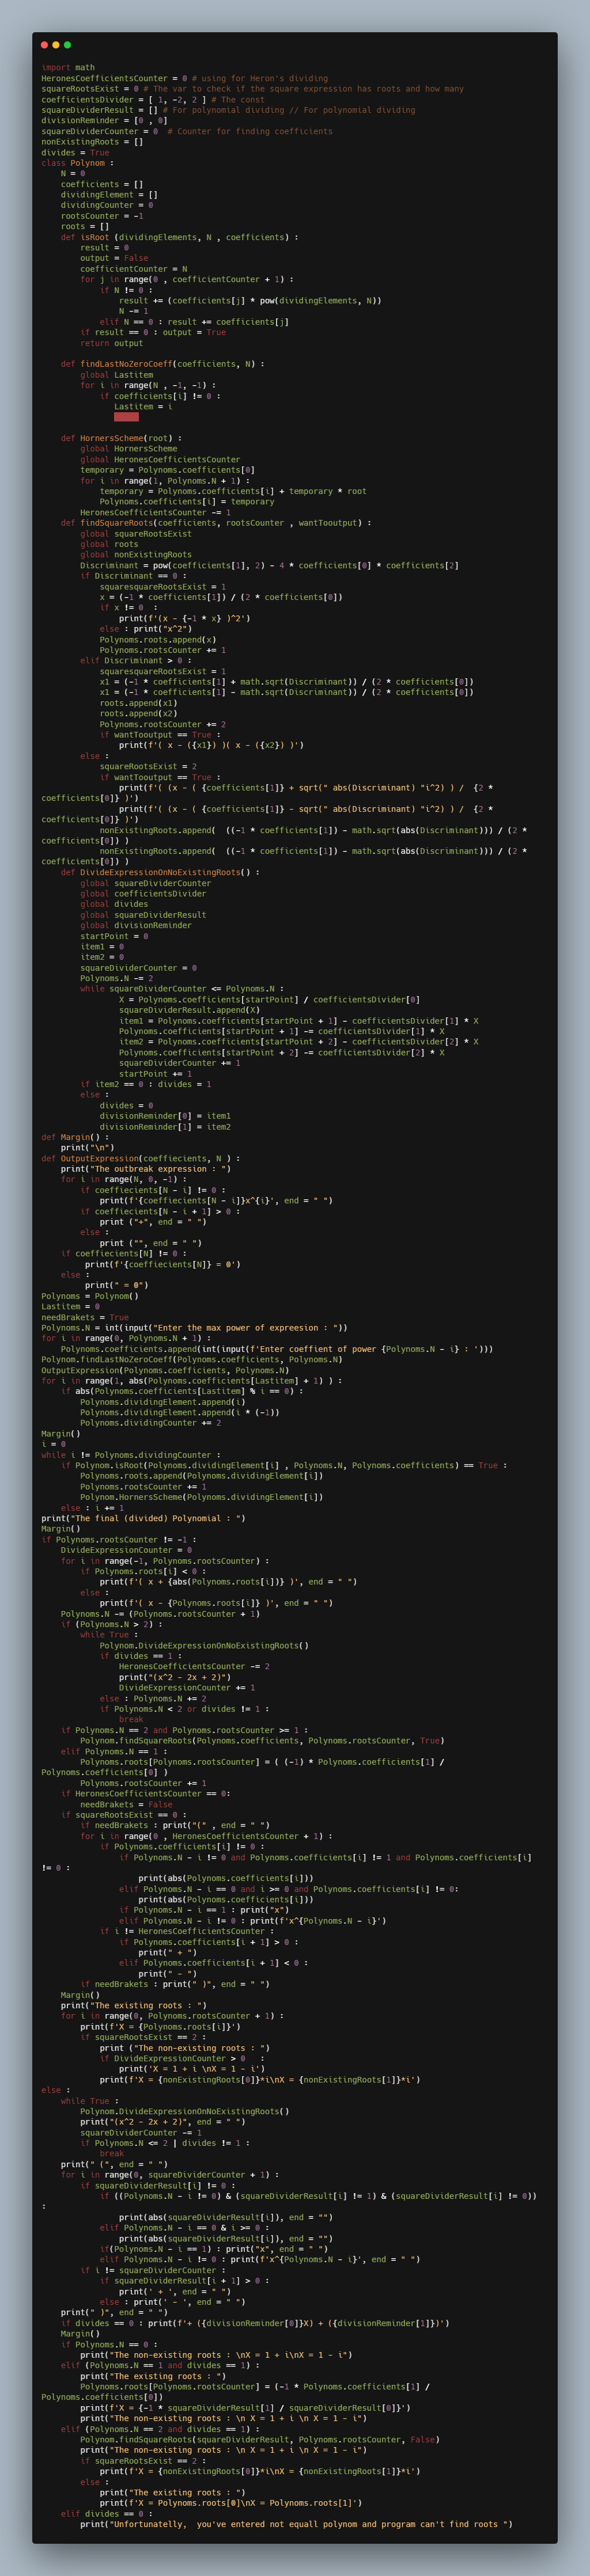 import math
HeronesCoefficientsCounter = 0 # using for Heron's dividing
squareRootsExist = 0 # The var to check if the square expression has roots and how many
coefficientsDivider = [ 1, -2, 2 ] # The const
squareDividerResult = [] # For polynomial dividing // For polynomial dividing
divisionReminder = [0 , 0]
squareDividerCounter = 0  # Counter for finding coefficients
nonExistingRoots = []
divides = True
class Polynom :
    N = 0
    coefficients = []
    dividingElement = []
    dividingCounter = 0
    rootsCounter = -1
    roots = []
    def isRoot (dividingElements, N , coefficients) :
        result = 0
        output = False
        coefficientCounter = N
        for j in range(0 , coefficientCounter + 1) :
            if N != 0 :
                result += (coefficients[j] * pow(dividingElements, N))
                N -= 1
            elif N == 0 : result += coefficients[j]
        if result == 0 : output = True
        return output

    def findLastNoZeroCoeff(coefficients, N) :
        global Lastitem
        for i in range(N , -1, -1) :
            if coefficients[i] != 0 :
               Lastitem = i

    def HornersScheme(root) :
        global HornersScheme
        global HeronesCoefficientsCounter
        temporary = Polynoms.coefficients[0]
        for i in range(1, Polynoms.N + 1) :
            temporary = Polynoms.coefficients[i] + temporary * root
            Polynoms.coefficients[i] = temporary
        HeronesCoefficientsCounter -= 1
    def findSquareRoots(coefficients, rootsCounter , wantTooutput) :
        global squareRootsExist
        global roots
        global nonExistingRoots
        Discriminant = pow(coefficients[1], 2) - 4 * coefficients[0] * coefficients[2]
        if Discriminant == 0 :
            squaresquareRootsExist = 1
            x = (-1 * coefficients[1]) / (2 * coefficients[0])
            if x != 0  :
                print(f'(x - {-1 * x} )^2')
            else : print("x^2")
            Polynoms.roots.append(x)
            Polynoms.rootsCounter += 1
        elif Discriminant > 0 :
            squaresquareRootsExist = 1
            x1 = (-1 * coefficients[1] + math.sqrt(Discriminant)) / (2 * coefficients[0])
            x1 = (-1 * coefficients[1] - math.sqrt(Discriminant)) / (2 * coefficients[0])
            roots.append(x1)
            roots.append(x2)
            Polynoms.rootsCounter += 2
            if wantTooutput == True :
                print(f'( x - ({x1}) )( x - ({x2}) )')
        else :
            squareRootsExist = 2
            if wantTooutput == True :
                print(f'( (x - ( {coefficients[1]} + sqrt(" abs(Discriminant) "i^2) ) /  {2 *
coefficients[0]} )')
                print(f'( (x - ( {coefficients[1]} - sqrt(" abs(Discriminant) "i^2) ) /  {2 *
coefficients[0]} )')
            nonExistingRoots.append(  ((-1 * coefficients[1]) - math.sqrt(abs(Discriminant))) / (2 *
coefficients[0]) )
            nonExistingRoots.append(  ((-1 * coefficients[1]) - math.sqrt(abs(Discriminant))) / (2 *
coefficients[0]) )
    def DivideExpressionOnNoExistingRoots() :
        global squareDividerCounter
        global coefficientsDivider
        global divides
        global squareDividerResult
        global divisionReminder
        startPoint = 0
        item1 = 0
        item2 = 0
        squareDividerCounter = 0
        Polynoms.N -= 2
        while squareDividerCounter <= Polynoms.N :
                X = Polynoms.coefficients[startPoint] / coefficientsDivider[0]
                squareDividerResult.append(X)
                item1 = Polynoms.coefficients[startPoint + 1] - coefficientsDivider[1] * X
                Polynoms.coefficients[startPoint + 1] -= coefficientsDivider[1] * X
                item2 = Polynoms.coefficients[startPoint + 2] - coefficientsDivider[2] * X
                Polynoms.coefficients[startPoint + 2] -= coefficientsDivider[2] * X
                squareDividerCounter += 1
                startPoint += 1
        if item2 == 0 : divides = 1
        else :
            divides = 0
            divisionReminder[0] = item1
            divisionReminder[1] = item2
def Margin() :
    print("\n")
def OutputExpression(coffiecients, N ) :
    print("The outbreak expression : ")
    for i in range(N, 0, -1) :
        if coeffiecients[N - i] != 0 :
            print(f'{coeffiecients[N - i]}x^{i}', end = " ")
        if coeffiecients[N - i + 1] > 0 :
            print ("+", end = " ")
        else :
            print ("", end = " ")
    if coeffiecients[N] != 0 :
         print(f'{coeffiecients[N]} = 0')
    else :
         print(" = 0")
Polynoms = Polynom()
Lastitem = 0
needBrakets = True
Polynoms.N = int(input("Enter the max power of expreesion : "))
for i in range(0, Polynoms.N + 1) :
    Polynoms.coefficients.append(int(input(f'Enter coeffient of power {Polynoms.N - i} : ')))
Polynom.findLastNoZeroCoeff(Polynoms.coefficients, Polynoms.N)
OutputExpression(Polynoms.coefficients, Polynoms.N)
for i in range(1, abs(Polynoms.coefficients[Lastitem] + 1) ) :
    if abs(Polynoms.coefficients[Lastitem] % i == 0) :
        Polynoms.dividingElement.append(i)
        Polynoms.dividingElement.append(i * (-1))
        Polynoms.dividingCounter += 2
Margin()
i = 0
while i != Polynoms.dividingCounter :
    if Polynom.isRoot(Polynoms.dividingElement[i] , Polynoms.N, Polynoms.coefficients) == True :
        Polynoms.roots.append(Polynoms.dividingElement[i])
        Polynoms.rootsCounter += 1
        Polynom.HornersScheme(Polynoms.dividingElement[i])
    else : i += 1
print("The final (divided) Polynomial : ")
Margin()
if Polynoms.rootsCounter != -1 :
    DivideExpressionCounter = 0
    for i in range(-1, Polynoms.rootsCounter) :
        if Polynoms.roots[i] < 0 :
            print(f'( x + {abs(Polynoms.roots[i])} )', end = " ")
        else :
            print(f'( x - {Polynoms.roots[i]} )', end = " ")
    Polynoms.N -= (Polynoms.rootsCounter + 1)
    if (Polynoms.N > 2) :
        while True :
            Polynom.DivideExpressionOnNoExistingRoots()
            if divides == 1 :
                HeronesCoefficientsCounter -= 2
                print("(x^2 - 2x + 2)")
                DivideExpressionCounter += 1
            else : Polynoms.N += 2
            if Polynoms.N < 2 or divides != 1 :
                break
    if Polynoms.N == 2 and Polynoms.rootsCounter >= 1 :
        Polynom.findSquareRoots(Polynoms.coefficients, Polynoms.rootsCounter, True)
    elif Polynoms.N == 1 :
        Polynoms.roots[Polynoms.rootsCounter] = ( (-1) * Polynoms.coefficients[1] /
Polynoms.coefficients[0] )
        Polynoms.rootsCounter += 1
    if HeronesCoefficientsCounter == 0:
        needBrakets = False
    if squareRootsExist == 0 :
        if needBrakets : print("(" , end = " ")
        for i in range(0 , HeronesCoefficientsCounter + 1) :
            if Polynoms.coefficients[i] != 0 :
                if Polynoms.N - i != 0 and Polynoms.coefficients[i] != 1 and Polynoms.coefficients[i]
!= 0 :
                    print(abs(Polynoms.coefficients[i]))
                elif Polynoms.N - i == 0 and i >= 0 and Polynoms.coefficients[i] != 0:
                    print(abs(Polynoms.coefficients[i]))
                if Polynoms.N - i == 1 : print("x")
                elif Polynoms.N - i != 0 : print(f'x^{Polynoms.N - i}')
            if i != HeronesCoefficientsCounter :
                if Polynoms.coefficients[i + 1] > 0 :
                    print(" + ")
                elif Polynoms.coefficients[i + 1] < 0 :
                    print(" - ")
        if needBrakets : print(" )", end = " ")
    Margin()
    print("The existing roots : ")
    for i in range(0, Polynoms.rootsCounter + 1) :
        print(f'X = {Polynoms.roots[i]}')
        if squareRootsExist == 2 :
            print ("The non-existing roots : ")
            if DivideExpressionCounter > 0   :
                print('X = 1 + i \nX = 1 - i')
            print(f'X = {nonExistingRoots[0]}*i\nX = {nonExistingRoots[1]}*i')
else :
    while True :
        Polynom.DivideExpressionOnNoExistingRoots()
        print("(x^2 - 2x + 2)", end = " ")
        squareDividerCounter -= 1
        if Polynoms.N <= 2 | divides != 1 :
            break
    print(" (", end = " ")
    for i in range(0, squareDividerCounter + 1) :
        if squareDividerResult[i] != 0 :
            if ((Polynoms.N - i != 0) & (squareDividerResult[i] != 1) & (squareDividerResult[i] != 0))
:
                print(abs(squareDividerResult[i]), end = "")
            elif Polynoms.N - i == 0 & i >= 0 :
                print(abs(squareDividerResult[i]), end = "")
            if(Polynoms.N - i == 1) : print("x", end = " ")
            elif Polynoms.N - i != 0 : print(f'x^{Polynoms.N - i}', end = " ")
        if i != squareDividerCounter :
            if squareDividerResult[i + 1] > 0 :
                print(' + ', end = " ")
            else : print(' - ', end = " ")
    print(" )", end = " ")
    if divides == 0 : print(f'+ ({divisionReminder[0]}X) + ({divisionReminder[1]})')
    Margin()
    if Polynoms.N == 0 :
        print("The non-existing roots : \nX = 1 + i\nX = 1 - i")
    elif (Polynoms.N == 1 and divides == 1) :
        print("The existing roots : ")
        Polynoms.roots[Polynoms.rootsCounter] = (-1 * Polynoms.coefficients[1] /
Polynoms.coefficients[0])
        print(f'X = {-1 * squareDividerResult[1] / squareDividerResult[0]}')
        print("The non-existing roots : \n X = 1 + i \n X = 1 - i")
    elif (Polynoms.N == 2 and divides == 1) :
        Polynom.findSquareRoots(squareDividerResult, Polynoms.rootsCounter, False)
        print("The non-existing roots : \n X = 1 + i \n X = 1 - i")
        if squareRootsExist == 2 :
            print(f'X = {nonExistingRoots[0]}*i\nX = {nonExistingRoots[1]}*i')
        else :
            print("The existing roots : ")
            print(f'X = Polynoms.roots[0]\nX = Polynoms.roots[1]')
    elif divides == 0 :
        print("Unfortunatelly,  you've entered not equall polynom and program can't find roots ")